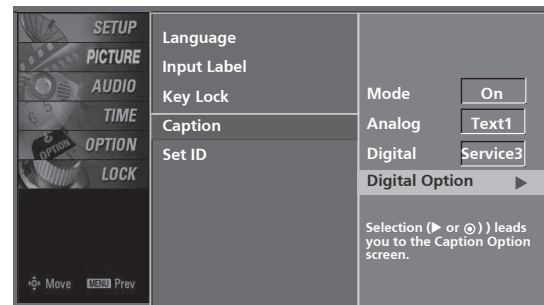 SETUP
PICTURE
AUDIO
TIME
OPTION
LOCK
Move MENU Prev
Language
Input Label
Key Lock
Caption
Set ID
Mode On
Analog Text1
Digital Service3
Digital Option ▶
Selection (▶ or ◉) ) leads
you to the Caption Option
screen.